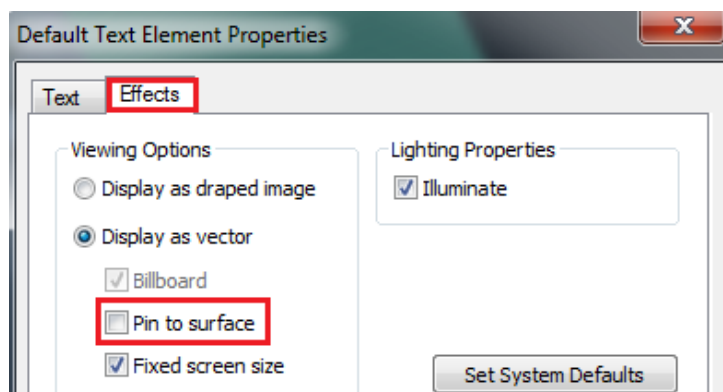 Default Text Element Properties
x
Text Effects
Viewing Options
Lighting Properties
Display as draped image
Illuminate
Display as vector
Billboard
Pin to surface
Fixed screen size
Set System Defaults